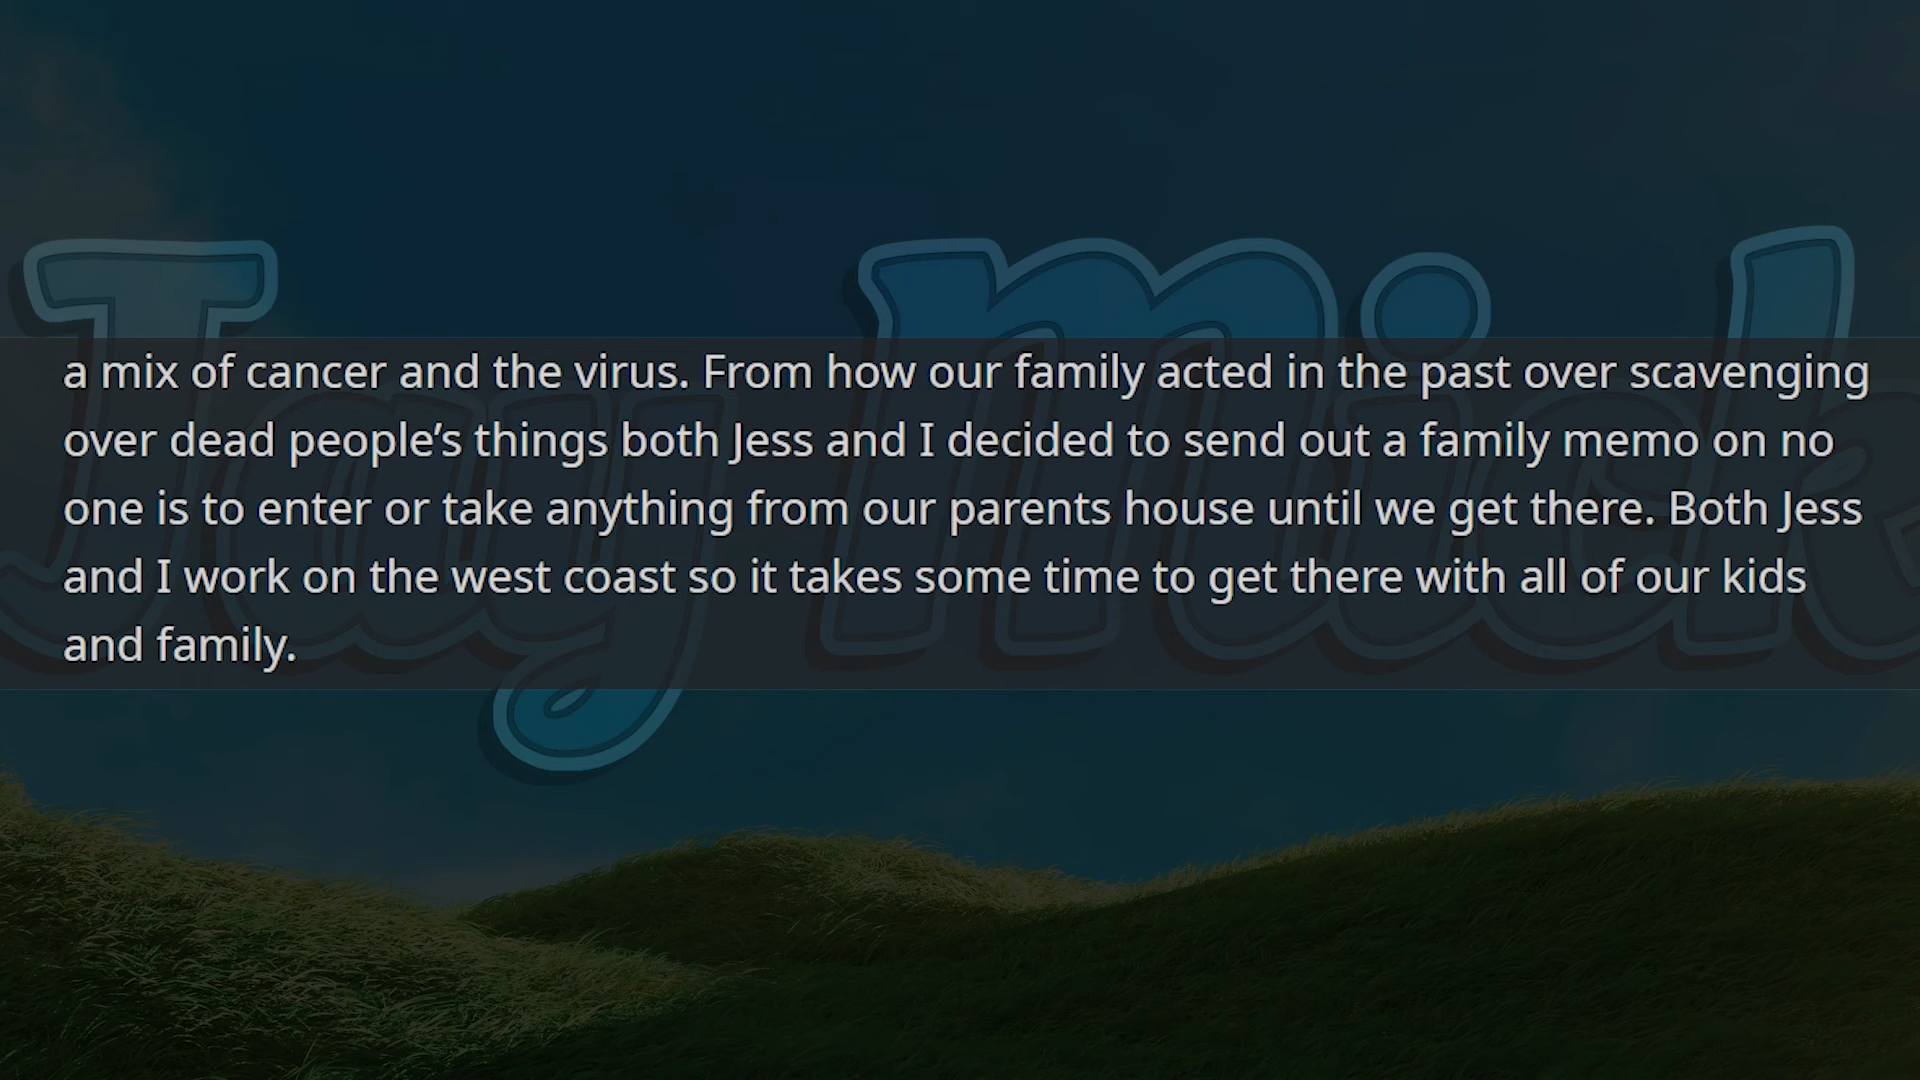 Jay Mick
a mix of cancer and the virus. From how our family acted in the past over scavenging
over dead people’s things both Jess and I decided to send out a family memo on no
one is to enter or take anything from our parents house until we get there. Both Jess
and I work on the west coast so it takes some time to get there with all of our kids
and family.